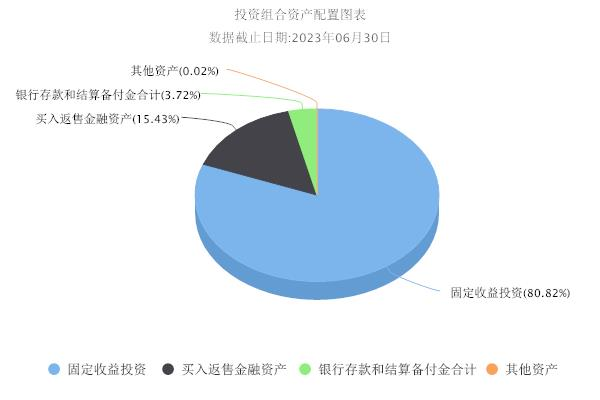 投资组合资产配置图表
数据截止日期:2023年06月30日
其他资产(0.02%)
银行存款和结算备付金合计(3.72%)
买入返售金融资产(15.43%)
固定收益投资(80.82%)
固定收益投资 买入返售金融资产 银行存款和结算备付金合计 其他资产